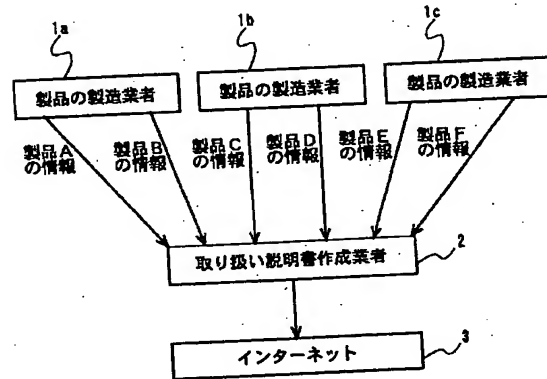 1a
1b
1c
製品の製造業者
製品の製造業者
製品の製造業者
製品A
の情報
製品B
の情報
製品C
の情報
製品D
の情報
製品E
の情報
製品F
の情報
取り扱い説明書作成業者
2
インターネット
3